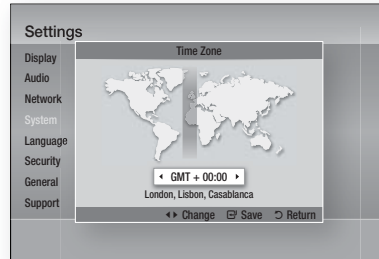 Settings
Time Zone
Display
Audio
Network
System
Language
Security
General
Support
GMT + 00:00
London, Lisbon, Casablanca
Change Save Return